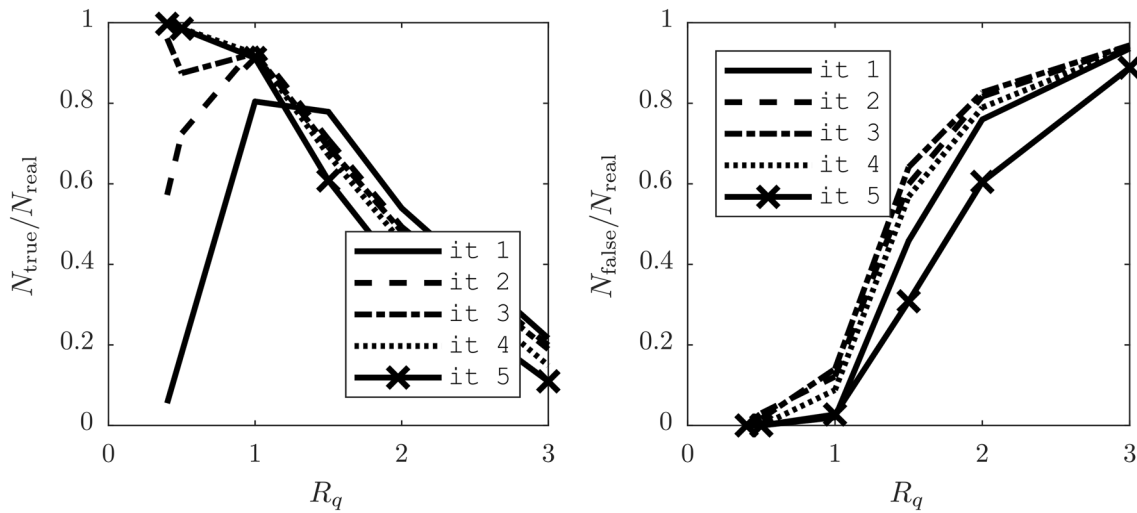 1
0.8
0.6
0.4
0.2
0
N_true/N_real
0 1 2 3
R_q
it 1
it 2
it 3
it 4
it 5
1
0.8
0.6
0.4
0.2
0
N_false/N_real
0 1 2 3
R_q
it 1
it 2
it 3
it 4
it 5